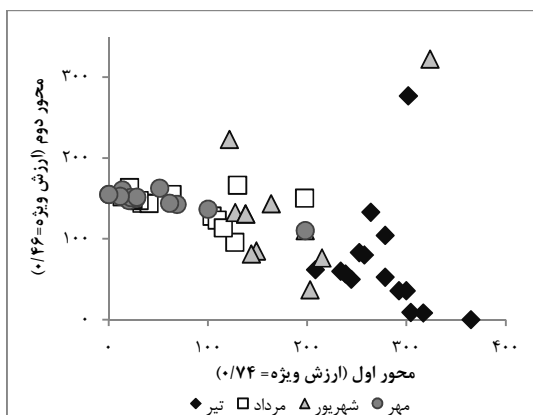 محور دوم (ارزش ویژه=۰/۴۶)
۳۰۰
۲۰۰
۱۰۰
۰
۰ ۱۰۰ ۲۰۰ ۳۰۰ ۴۰۰
محور اول (ارزش ویژه= ۰/۷۴)
تیر مرداد شهریور مهر